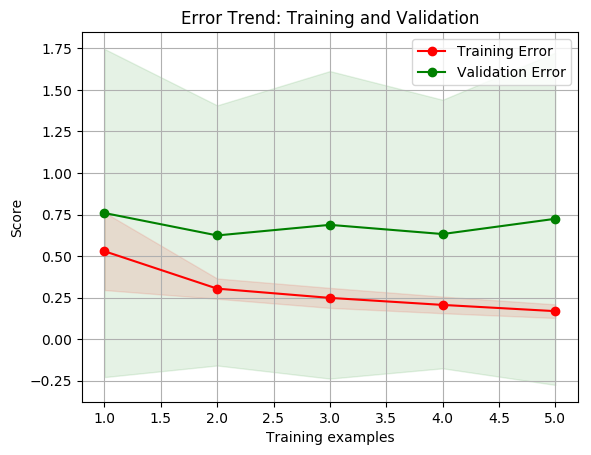 Error Trend: Training and Validation
Training Error
Validation Error
Score
1.75
1.50
1.25
1.00
0.75
0.50
0.25
0.00
−0.25
1.0 1.5 2.0 2.5 3.0 3.5 4.0 4.5 5.0
Training examples